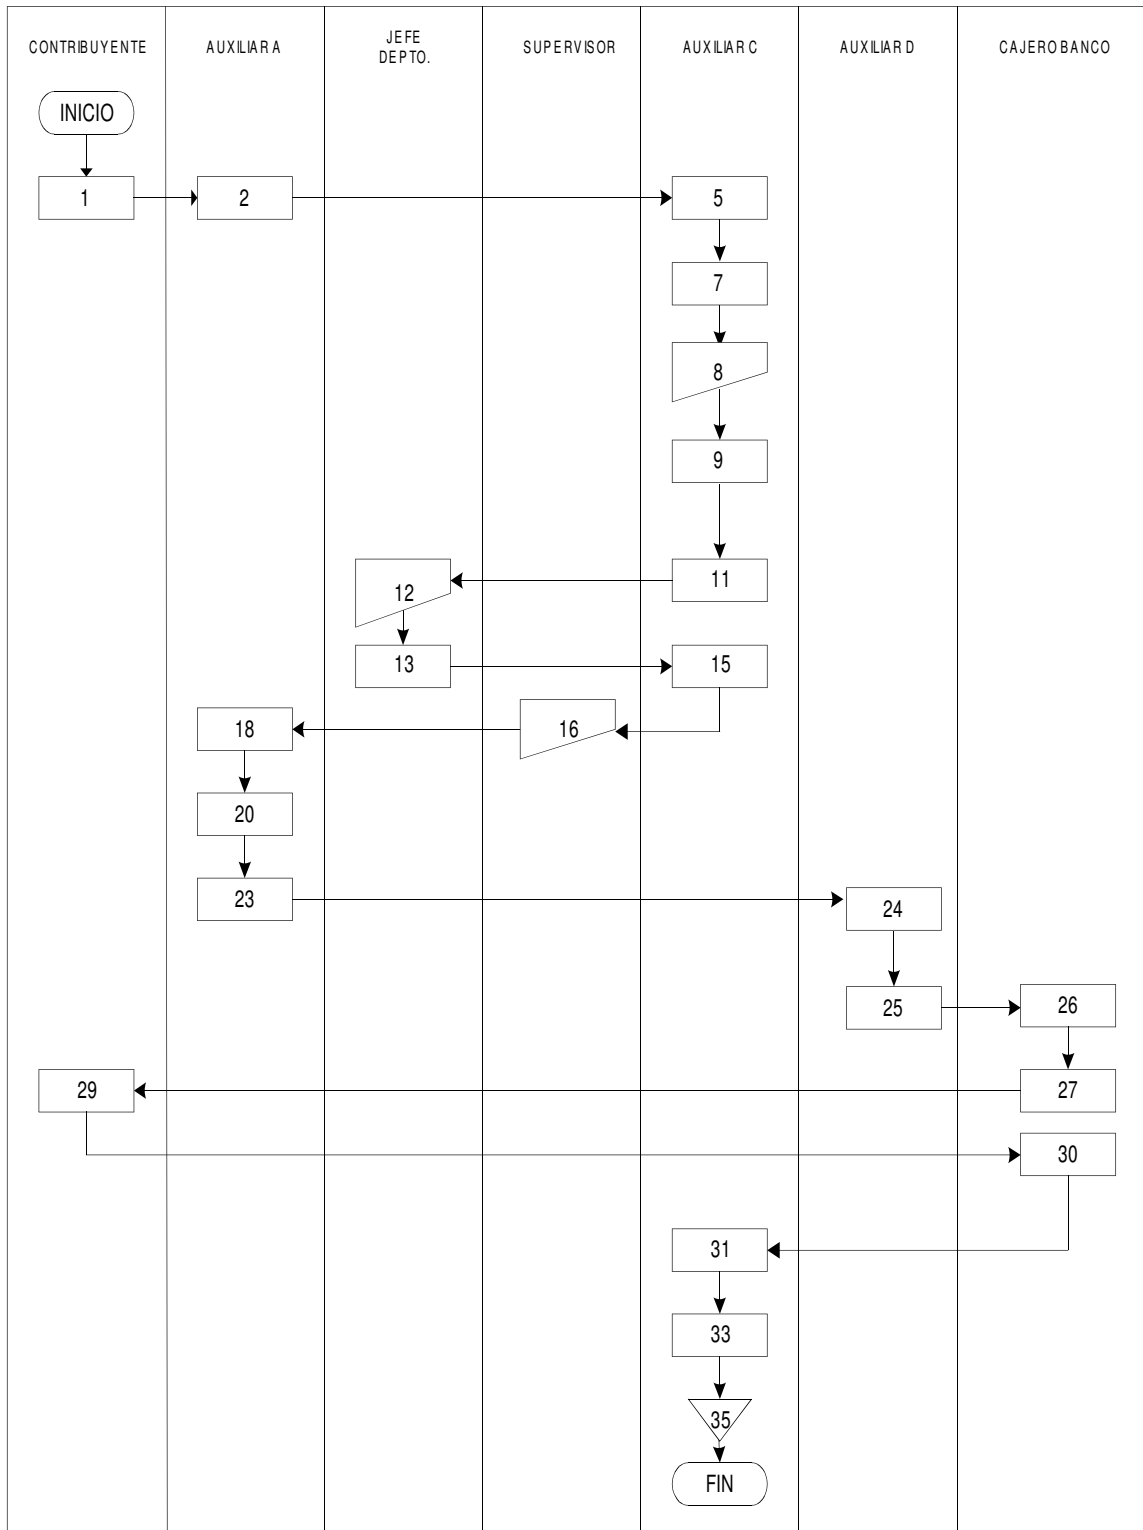 CONTRIBUYENTE
AUXILIAR A
JEFE
DEPTO.
SUPERVISOR
AUXILIAR C
AUXILIAR D
CAJERO BANCO
INICIO
1
2
5
7
8
9
11
12
13
15
16
18
20
23
24
25
26
27
29
30
31
33
35
FIN